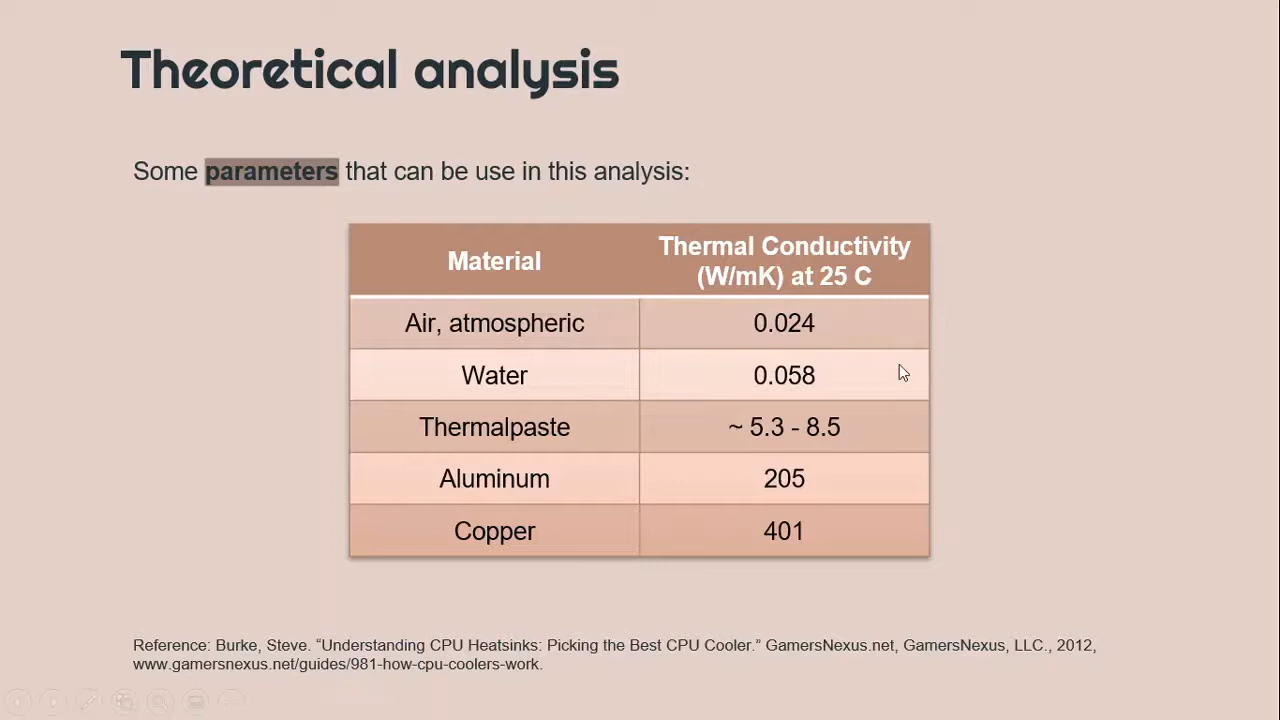 Theoretical analysis
Some parameters that can be use in this analysis:
Material
Thermal Conductivity
(W/mK) at 25 C
Air, atmospheric
0.024
Water
0.058
Thermalpaste
~ 5.3 - 8.5
Aluminum
205
Copper
401
Reference: Burke, Steve. “Understanding CPU Heatsinks: Picking the Best CPU Cooler.” GamersNexus.net, GamersNexus, LLC., 2012,
www.gamersnexus.net/guides/981-how-cpu-coolers-work.